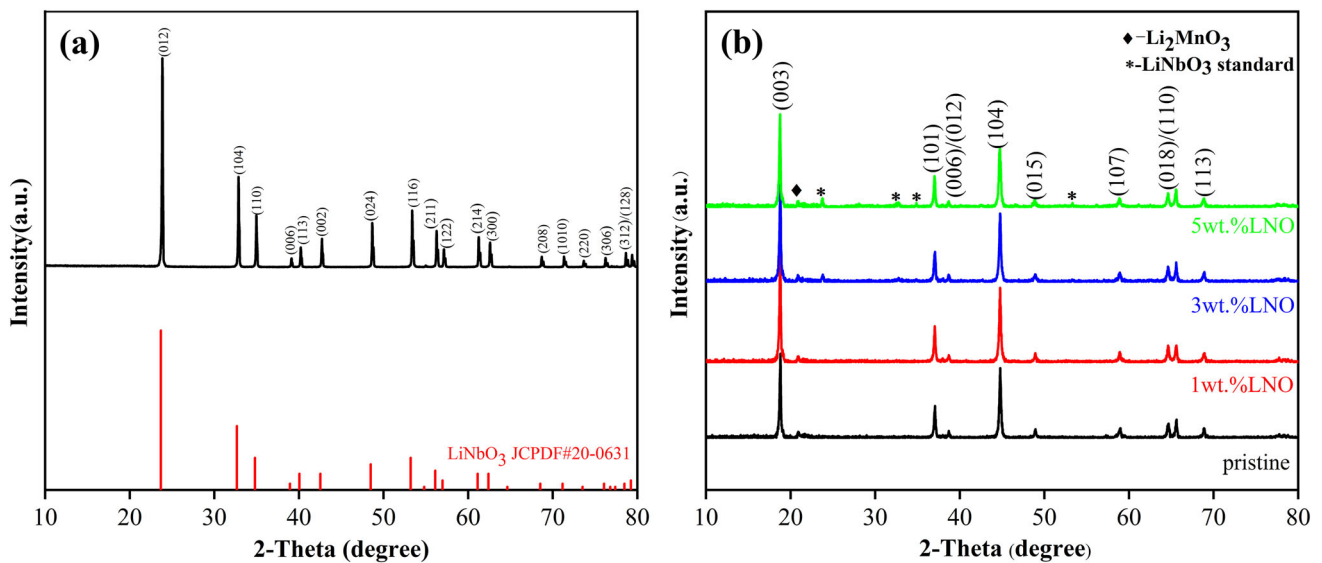 (a)
(012)
(104)
(110)
(006)
(113)
(002)
(024)
(116)
(211)
(122)
(214)
(300)
(208)
(1010)
(220)
(306)
(312)/(128)
LiNbO3 JCPDF#20-0631
Intensity(a.u.)
10 20 30 40 50 60 70 80
2-Theta (degree)
(b)
♦–Li2MnO3
*-LiNbO3 standard
(003)
(101)
(006)/(012)
(104)
(015)
(107)
(018)/(110)
(113)
♦ * * * *
5wt.%LNO
3wt.%LNO
1wt.%LNO
pristine
Intensity (a.u.)
10 20 30 40 50 60 70 80
2-Theta (degree)